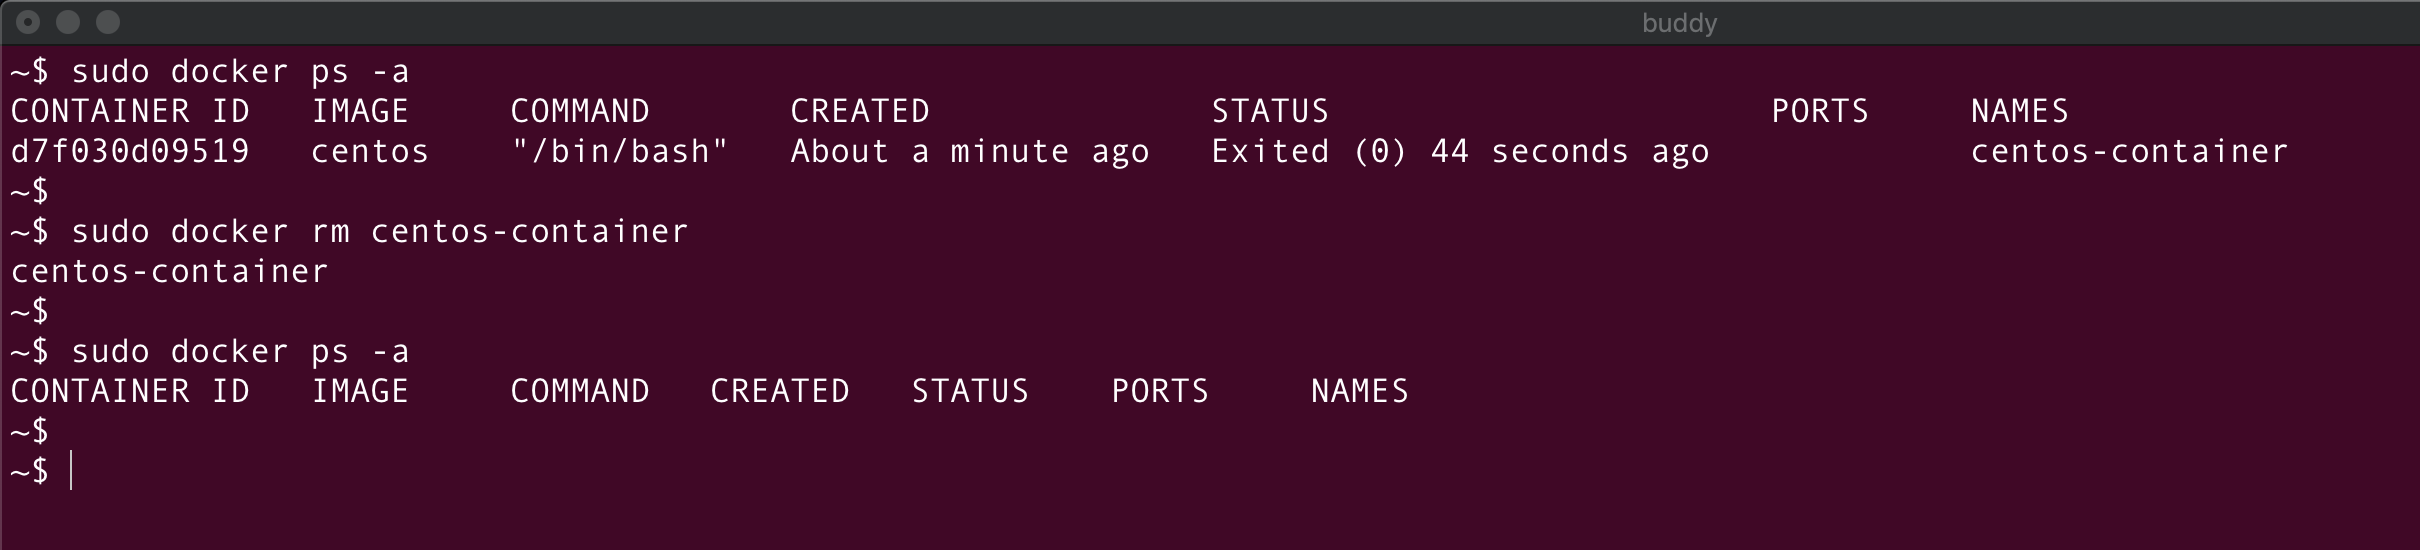 buddy
~$ sudo docker ps -a
CONTAINER ID   IMAGE     COMMAND       CREATED              STATUS                      PORTS     NAMES
d7f030d09519   centos    "/bin/bash"   About a minute ago   Exited (0) 44 seconds ago             centos-container
~$
~$ sudo docker rm centos-container
centos-container
~$
~$ sudo docker ps -a
CONTAINER ID   IMAGE     COMMAND   CREATED   STATUS    PORTS     NAMES
~$
~$